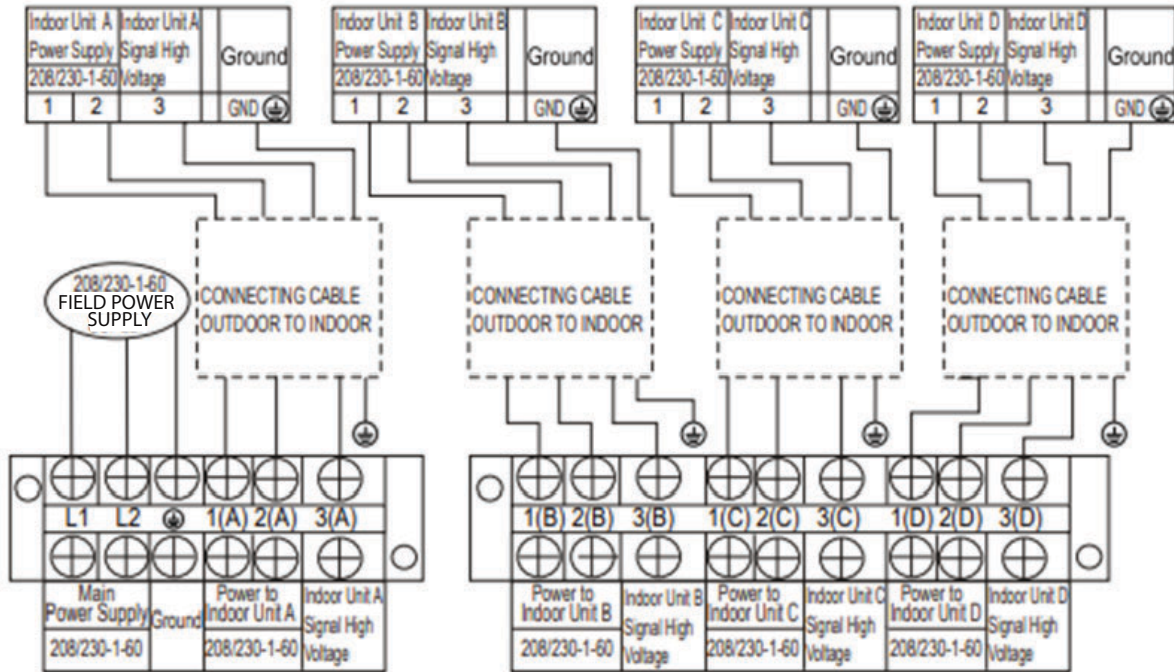 Indoor Unit A
Power Supply
208/230-1-60
Indoor Unit A
Signal High
Voltage
Ground
1 2 3 GND
Indoor Unit B
Power Supply
208/230-1-60
Indoor Unit B
Signal High
Voltage
Ground
1 2 3 GND
Indoor Unit C
Power Supply
208/230-1-60
Indoor Unit C
Signal High
Voltage
Ground
1 2 3 GND
Indoor Unit D
Power Supply
208/230-1-60
Indoor Unit D
Signal High
Voltage
Ground
1 2 3 GND
208/230-1-60
FIELD POWER
SUPPLY
CONNECTING CABLE
OUTDOOR TO INDOOR
CONNECTING CABLE
OUTDOOR TO INDOOR
CONNECTING CABLE
OUTDOOR TO INDOOR
CONNECTING CABLE
OUTDOOR TO INDOOR
L1 L2 1(A) 2(A) 3(A)
Main
Power Supply
208/230-1-60
Ground
Power to
Indoor Unit A
208/230-1-60
Indoor Unit A
Signal High
Voltage
1(B) 2(B) 3(B) 1(C) 2(C) 3(C) 1(D) 2(D) 3(D)
Power to
Indoor Unit B
208/230-1-60
Indoor Unit B
Signal High
Voltage
Power to
Indoor Unit C
208/230-1-60
Indoor Unit C
Signal High
Voltage
Power to
Indoor Unit D
208/230-1-60
Indoor Unit D
Signal High
Voltage